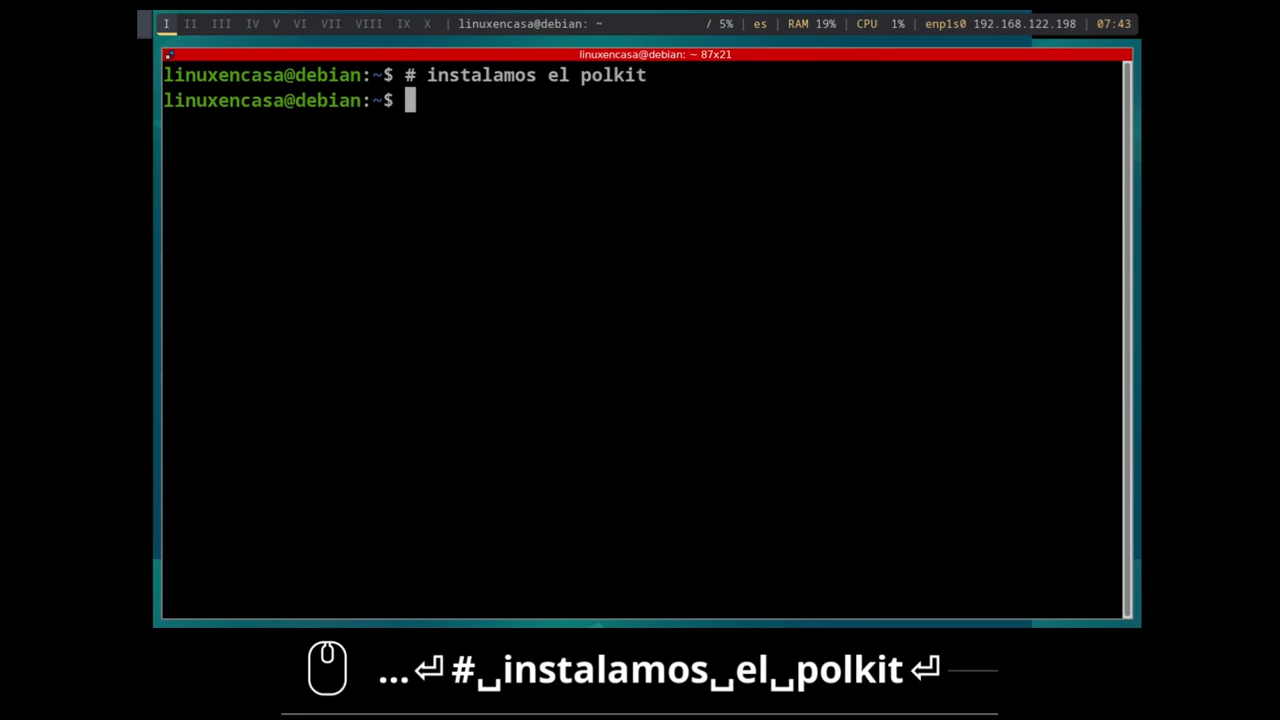 I II III IV V VI VII VIII IX X | linuxencasa@debian: ~ / 5% | es | RAM 19% | CPU 1% | enp1s0 192.168.122.198 | 07:43
linuxencasa@debian: ~ 87x21
linuxencasa@debian:~$ # instalamos el polkit
linuxencasa@debian:~$
...⏎ #␣instalamos␣el␣polkit ⏎